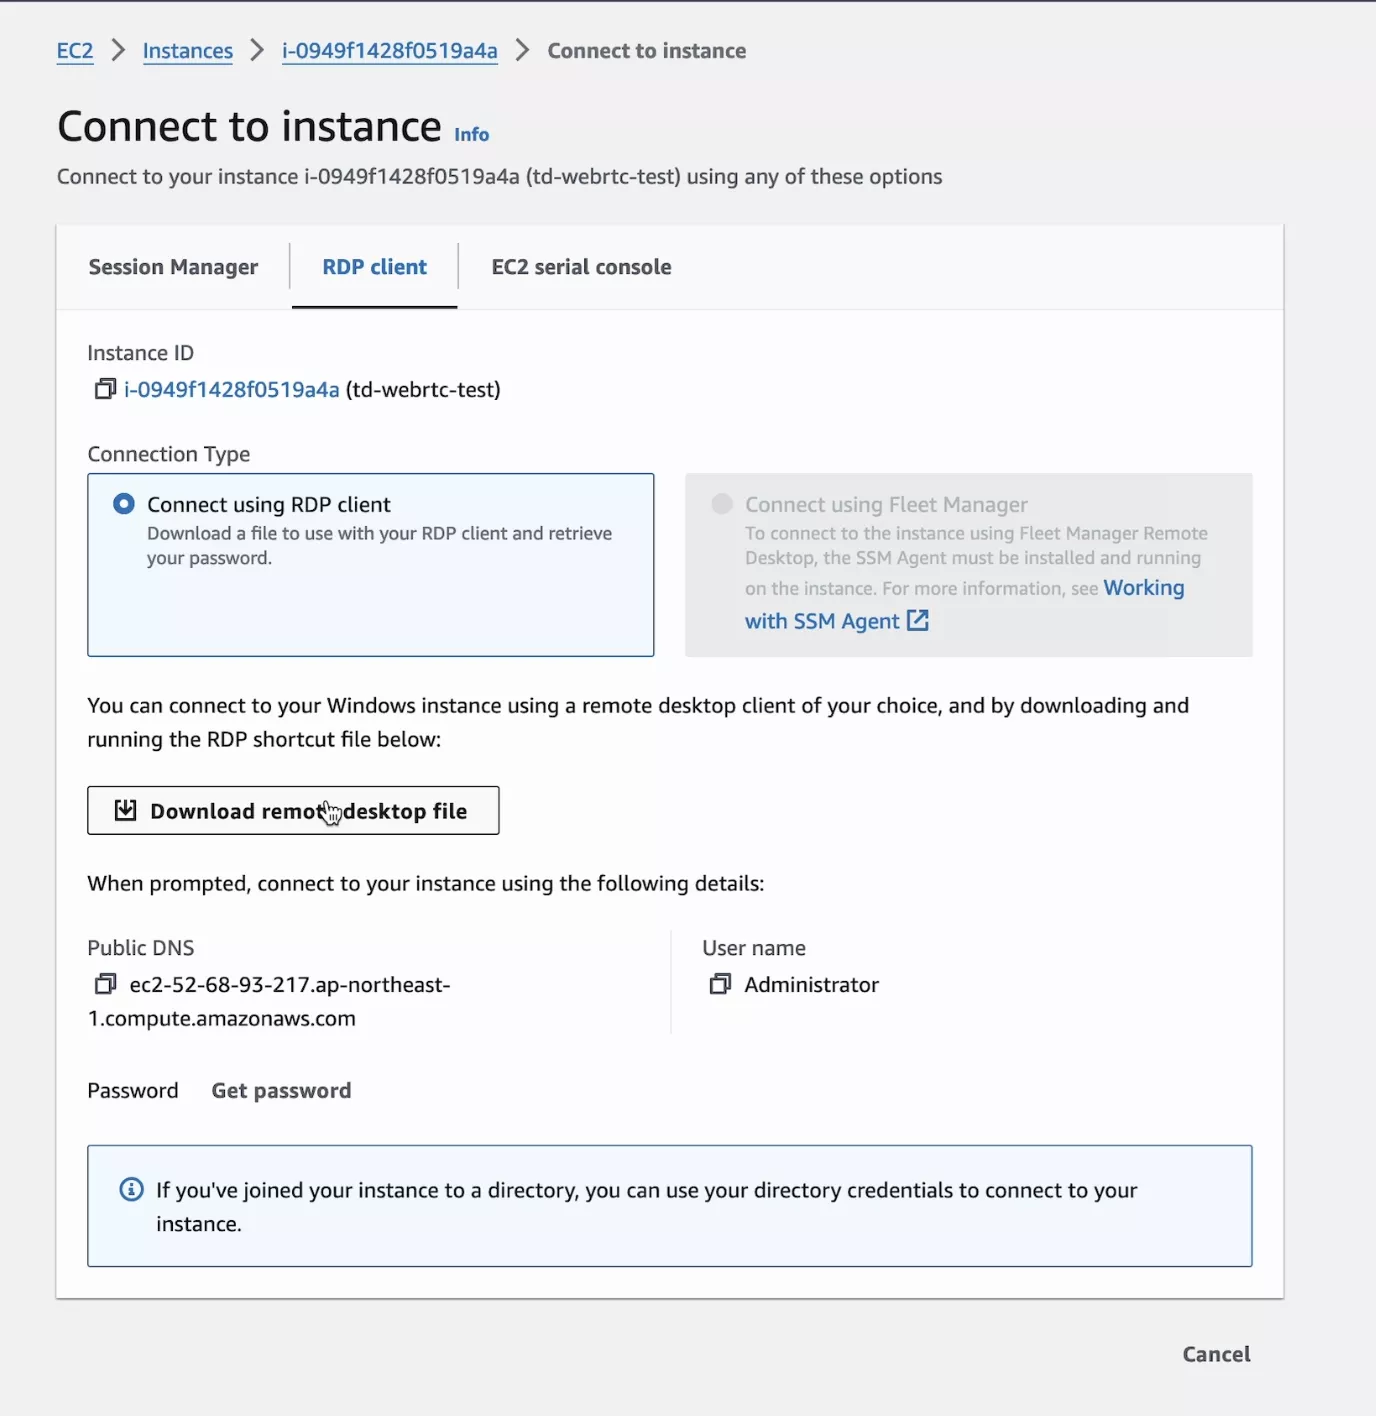 EC2 > Instances > i-0949f1428f0519a4a > Connect to instance
Connect to instance Info
Connect to your instance i-0949f1428f0519a4a (td-webrtc-test) using any of these options
Session Manager RDP client EC2 serial console
Instance ID
i-0949f1428f0519a4a (td-webrtc-test)
Connection Type
Connect using RDP client
Download a file to use with your RDP client and retrieve
your password.
Connect using Fleet Manager
To connect to the instance using Fleet Manager Remote
Desktop, the SSM Agent must be installed and running
on the instance. For more information, see Working
with SSM Agent
You can connect to your Windows instance using a remote desktop client of your choice, and by downloading and
running the RDP shortcut file below:
Download remote desktop file
When prompted, connect to your instance using the following details:
Public DNS
ec2-52-68-93-217.ap-northeast-
1.compute.amazonaws.com
User name
Administrator
Password Get password
If you've joined your instance to a directory, you can use your directory credentials to connect to your
instance.
Cancel